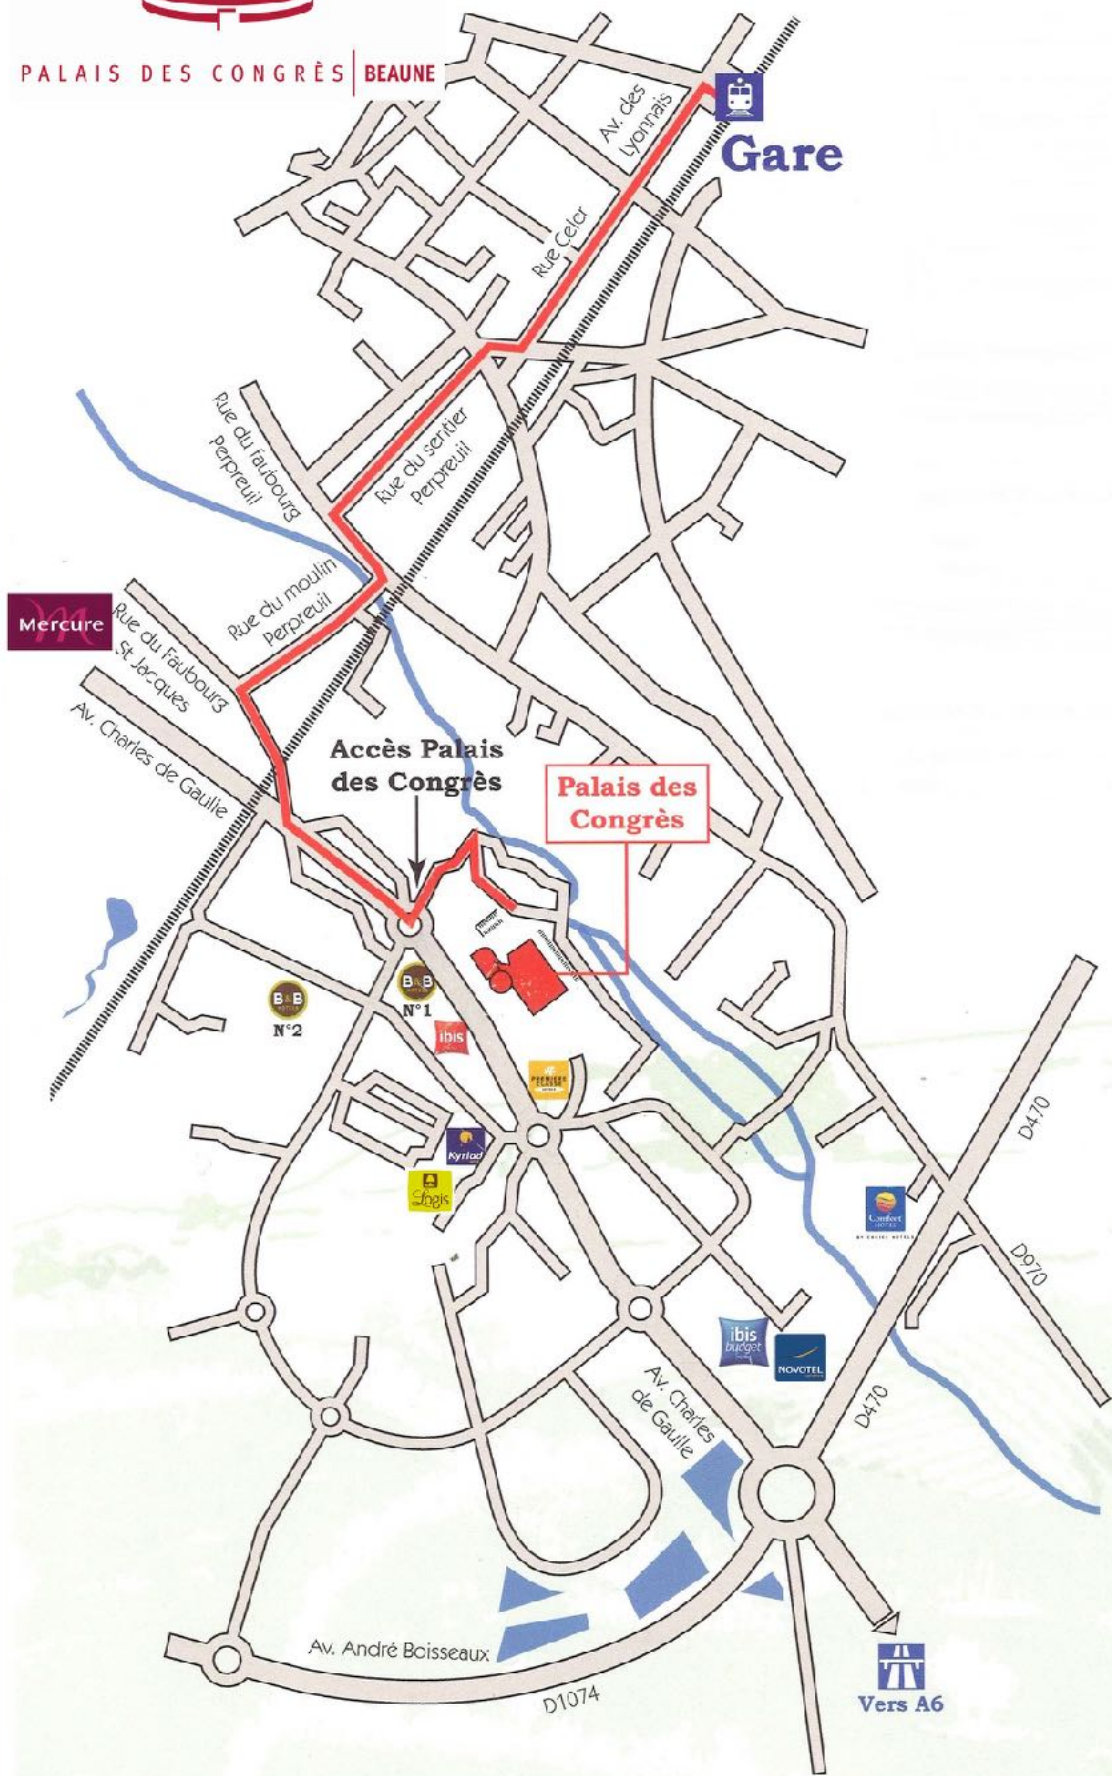 PALAIS DES CONGRÈS BEAUNE
Gare
Av. des
Lyonnais
Rue Celer
Rue du sentier
Perpreuil
Rue du faubourg
Perpreuil
Rue du moulin
Perpreuil
Mercure
Rue du Faubourg
St Jacques
Av. Charles de Gaulle
Accès Palais
des Congrès
Palais des
Congrès
B&B
N°1
B&B
N°2
ibis
PREMIERE
CLASSE
Kyriad
Logis
Comfort
HOTEL
D470
D970
ibis
budget
NOVOTEL
Av. Charles
de Gaulle
D470
Av. André Boisseaux
D1074
Vers A6